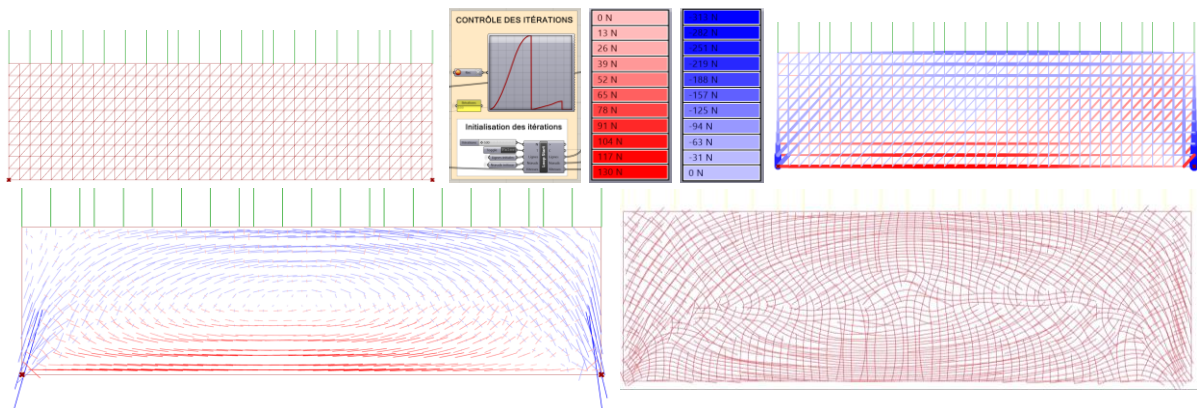 CONTRÔLE DES ITÉRATIONS
Initialisation des itérations
0 N
13 N
26 N
39 N
52 N
65 N
78 N
91 N
104 N
117 N
130 N
-282 N
-251 N
-219 N
-188 N
-157 N
-125 N
-94 N
-63 N
-31 N
0 N